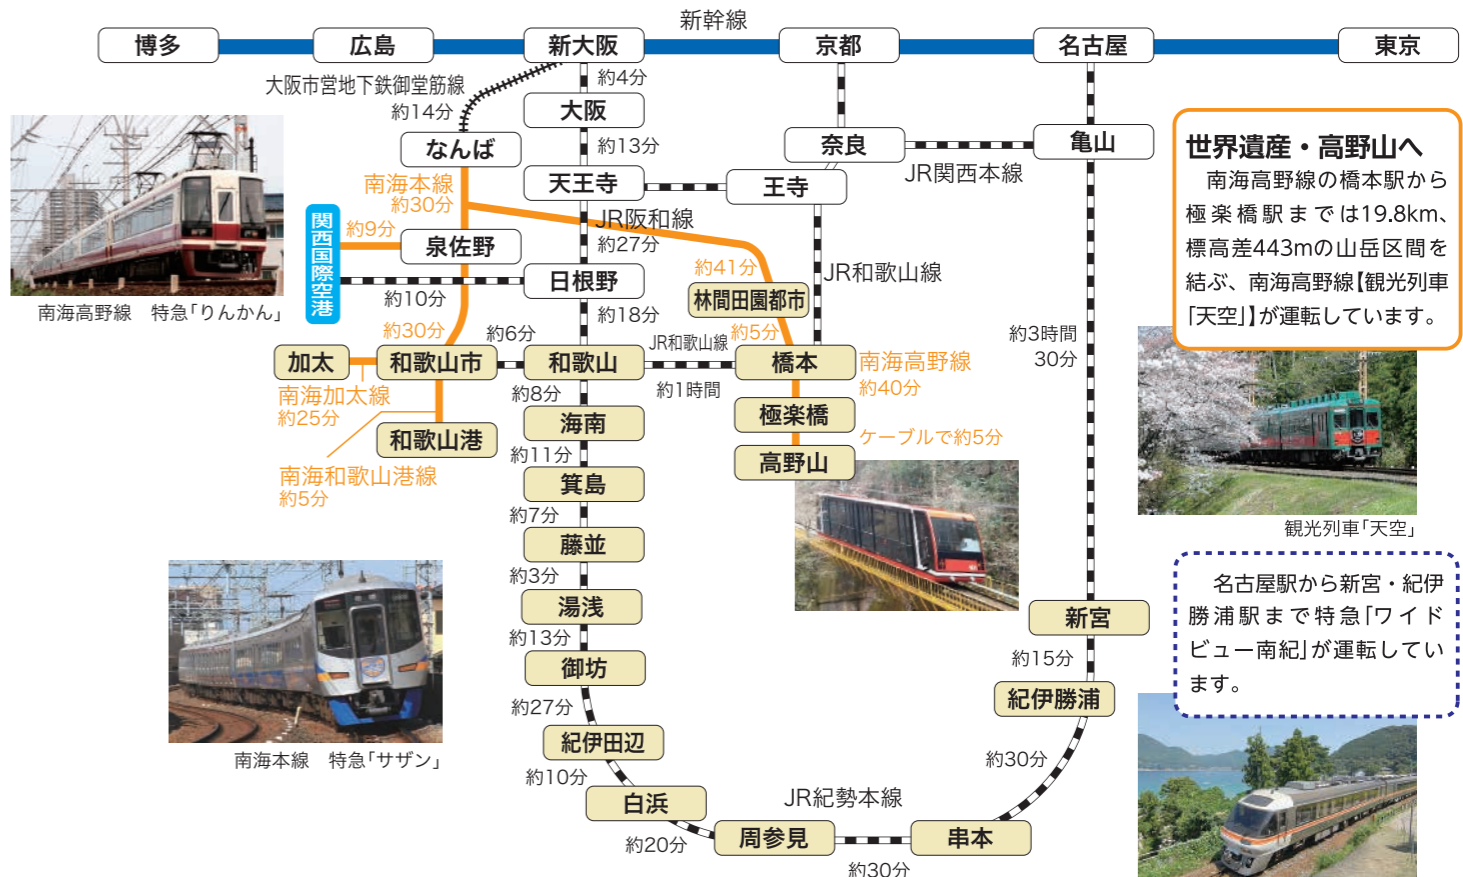 新幹線
博多
広島
新大阪
京都
名古屋
東京
大阪市営地下鉄御堂筋線
約14分
約4分
大阪
約13分
なんば
天王寺
奈良
亀山
JR関西本線
王寺
南海本線
約30分
JR阪和線
約27分
関西国際空港
約9分
泉佐野
約10分
日根野
約41分
林間田園都市
約5分
JR和歌山線
約30分
約6分
約18分
加太
和歌山市
和歌山
JR和歌山線
約1時間
橋本
南海高野線
約40分
約3時間
30分
南海加太線
約25分
和歌山港
南海和歌山港線
約5分
極楽橋
ケーブルで約5分
高野山
約8分
海南
約11分
箕島
約7分
藤並
約3分
湯浅
約13分
御坊
約27分
紀伊田辺
約10分
白浜
約20分
周参見
約30分
串本
JR紀勢本線
約30分
紀伊勝浦
約15分
新宮
南海高野線 特急「りんかん」
南海本線 特急「サザン」
世界遺産・高野山へ
南海高野線の橋本駅から
極楽橋駅までは19.8km、
標高差443mの山岳区間を
結ぶ、南海高野線【観光列車
「天空」】が運転しています。
観光列車「天空」
名古屋駅から新宮・紀伊
勝浦駅まで特急「ワイド
ビュー南紀」が運転してい
ます。